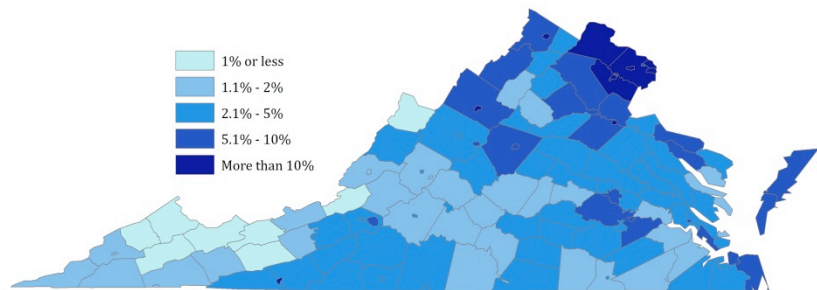 1% or less
1.1% - 2%
2.1% - 5%
5.1% - 10%
More than 10%